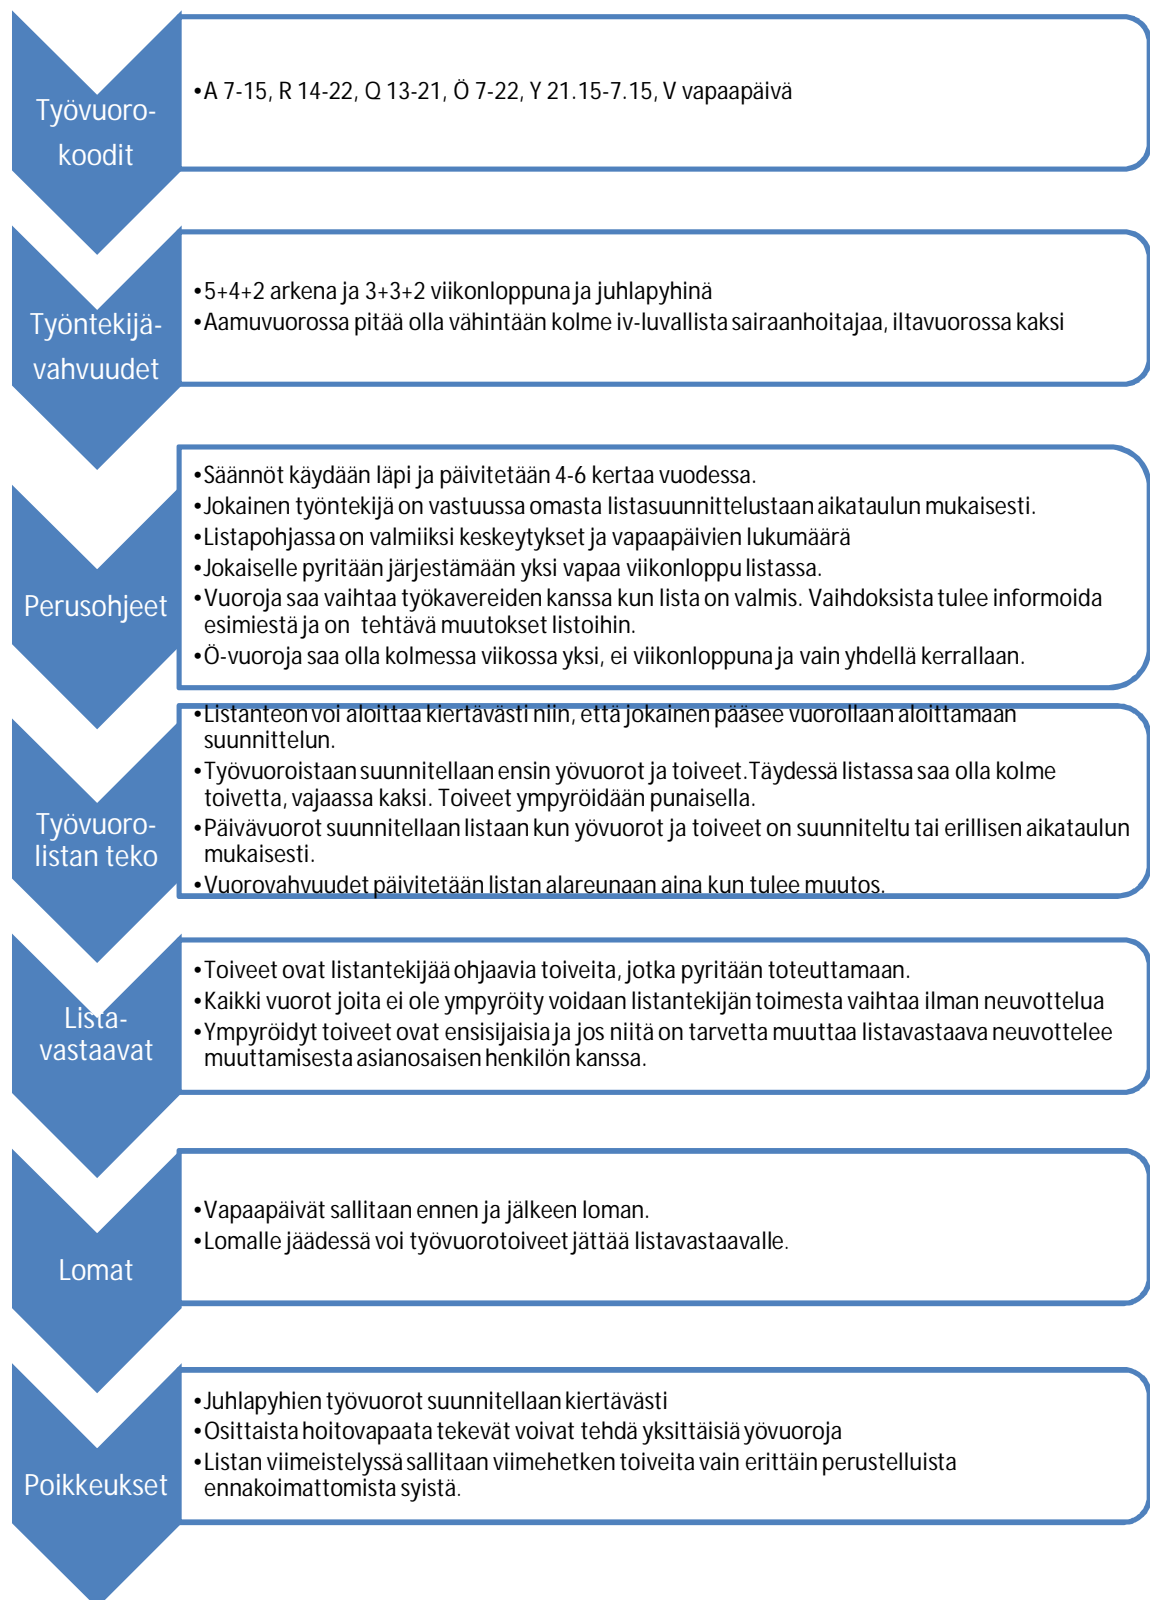 Työvuoro-
koodit
•A 7-15, R 14-22, Q 13-21, Ö 7-22, Y 21.15-7.15, V vapaapäivä
Työntekijä-
vahvuudet
•5+4+2 arkena ja 3+3+2 viikonloppuna ja juhlapyhinä
•Aamuvuorossa pitää olla vähintään kolme iv-luvallista sairaanhoitajaa, iltavuorossa kaksi
Perusohjeet
•Säännöt käydään läpi ja päivitetään 4-6 kertaa vuodessa.
•Jokainen työntekijä on vastuussa omasta listasuunnittelustaan aikataulun mukaisesti.
•Listapohjassa on valmiiksi keskeytykset ja vapaapäivien lukumäärä
•Jokaiselle pyritään järjestämään yksi vapaa viikonloppu listassa.
•Vuoroja saa vaihtaa työkavereiden kanssa kun lista on valmis. Vaihdoksista tulee informoida
esimiestä ja on tehtävä muutokset listoihin.
•Ö-vuoroja saa olla kolmessa viikossa yksi, ei viikonloppuna ja vain yhdellä kerrallaan.
Työvuoro-
listan teko
•Listanteon voi aloittaa kiertävästi niin, että jokainen pääsee vuorollaan aloittamaan
suunnittelun.
•Työvuoroistaan suunnitellaan ensin yövuorot ja toiveet.Täydessä listassa saa olla kolme
toivetta, vajaassa kaksi. Toiveet ympyröidään punaisella.
•Päivävuorot suunnitellaan listaan kun yövuorot ja toiveet on suunniteltu tai erillisen aikataulun
mukaisesti.
•Vuorovahvuudet päivitetään listan alareunaan aina kun tulee muutos.
Lista-
vastaavat
•Toiveet ovat listantekijää ohjaavia toiveita, jotka pyritään toteuttamaan.
•Kaikki vuorot joita ei ole ympyröity voidaan listantekijän toimesta vaihtaa ilman neuvottelua
•Ympyröidyt toiveet ovat ensisijaisia ja jos niitä on tarvetta muuttaa listavastaava neuvottelee
muuttamisesta asianosaisen henkilön kanssa.
Lomat
•Vapaapäivät sallitaan ennen ja jälkeen loman.
•Lomalle jäädessä voi työvuorotoiveet jättää listavastaavalle.
Poikkeukset
•Juhlapyhien työvuorot suunnitellaan kiertävästi
•Osittaista hoitovapaata tekevät voivat tehdä yksittäisiä yövuoroja
•Listan viimeistelyssä sallitaan viimehetken toiveita vain erittäin perustelluista
ennakoimattomista syistä.